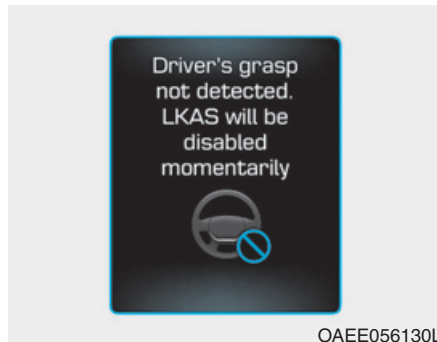 Driver's grasp
not detected.
LKAS will be
disabled
momentarily
OAEE056130L